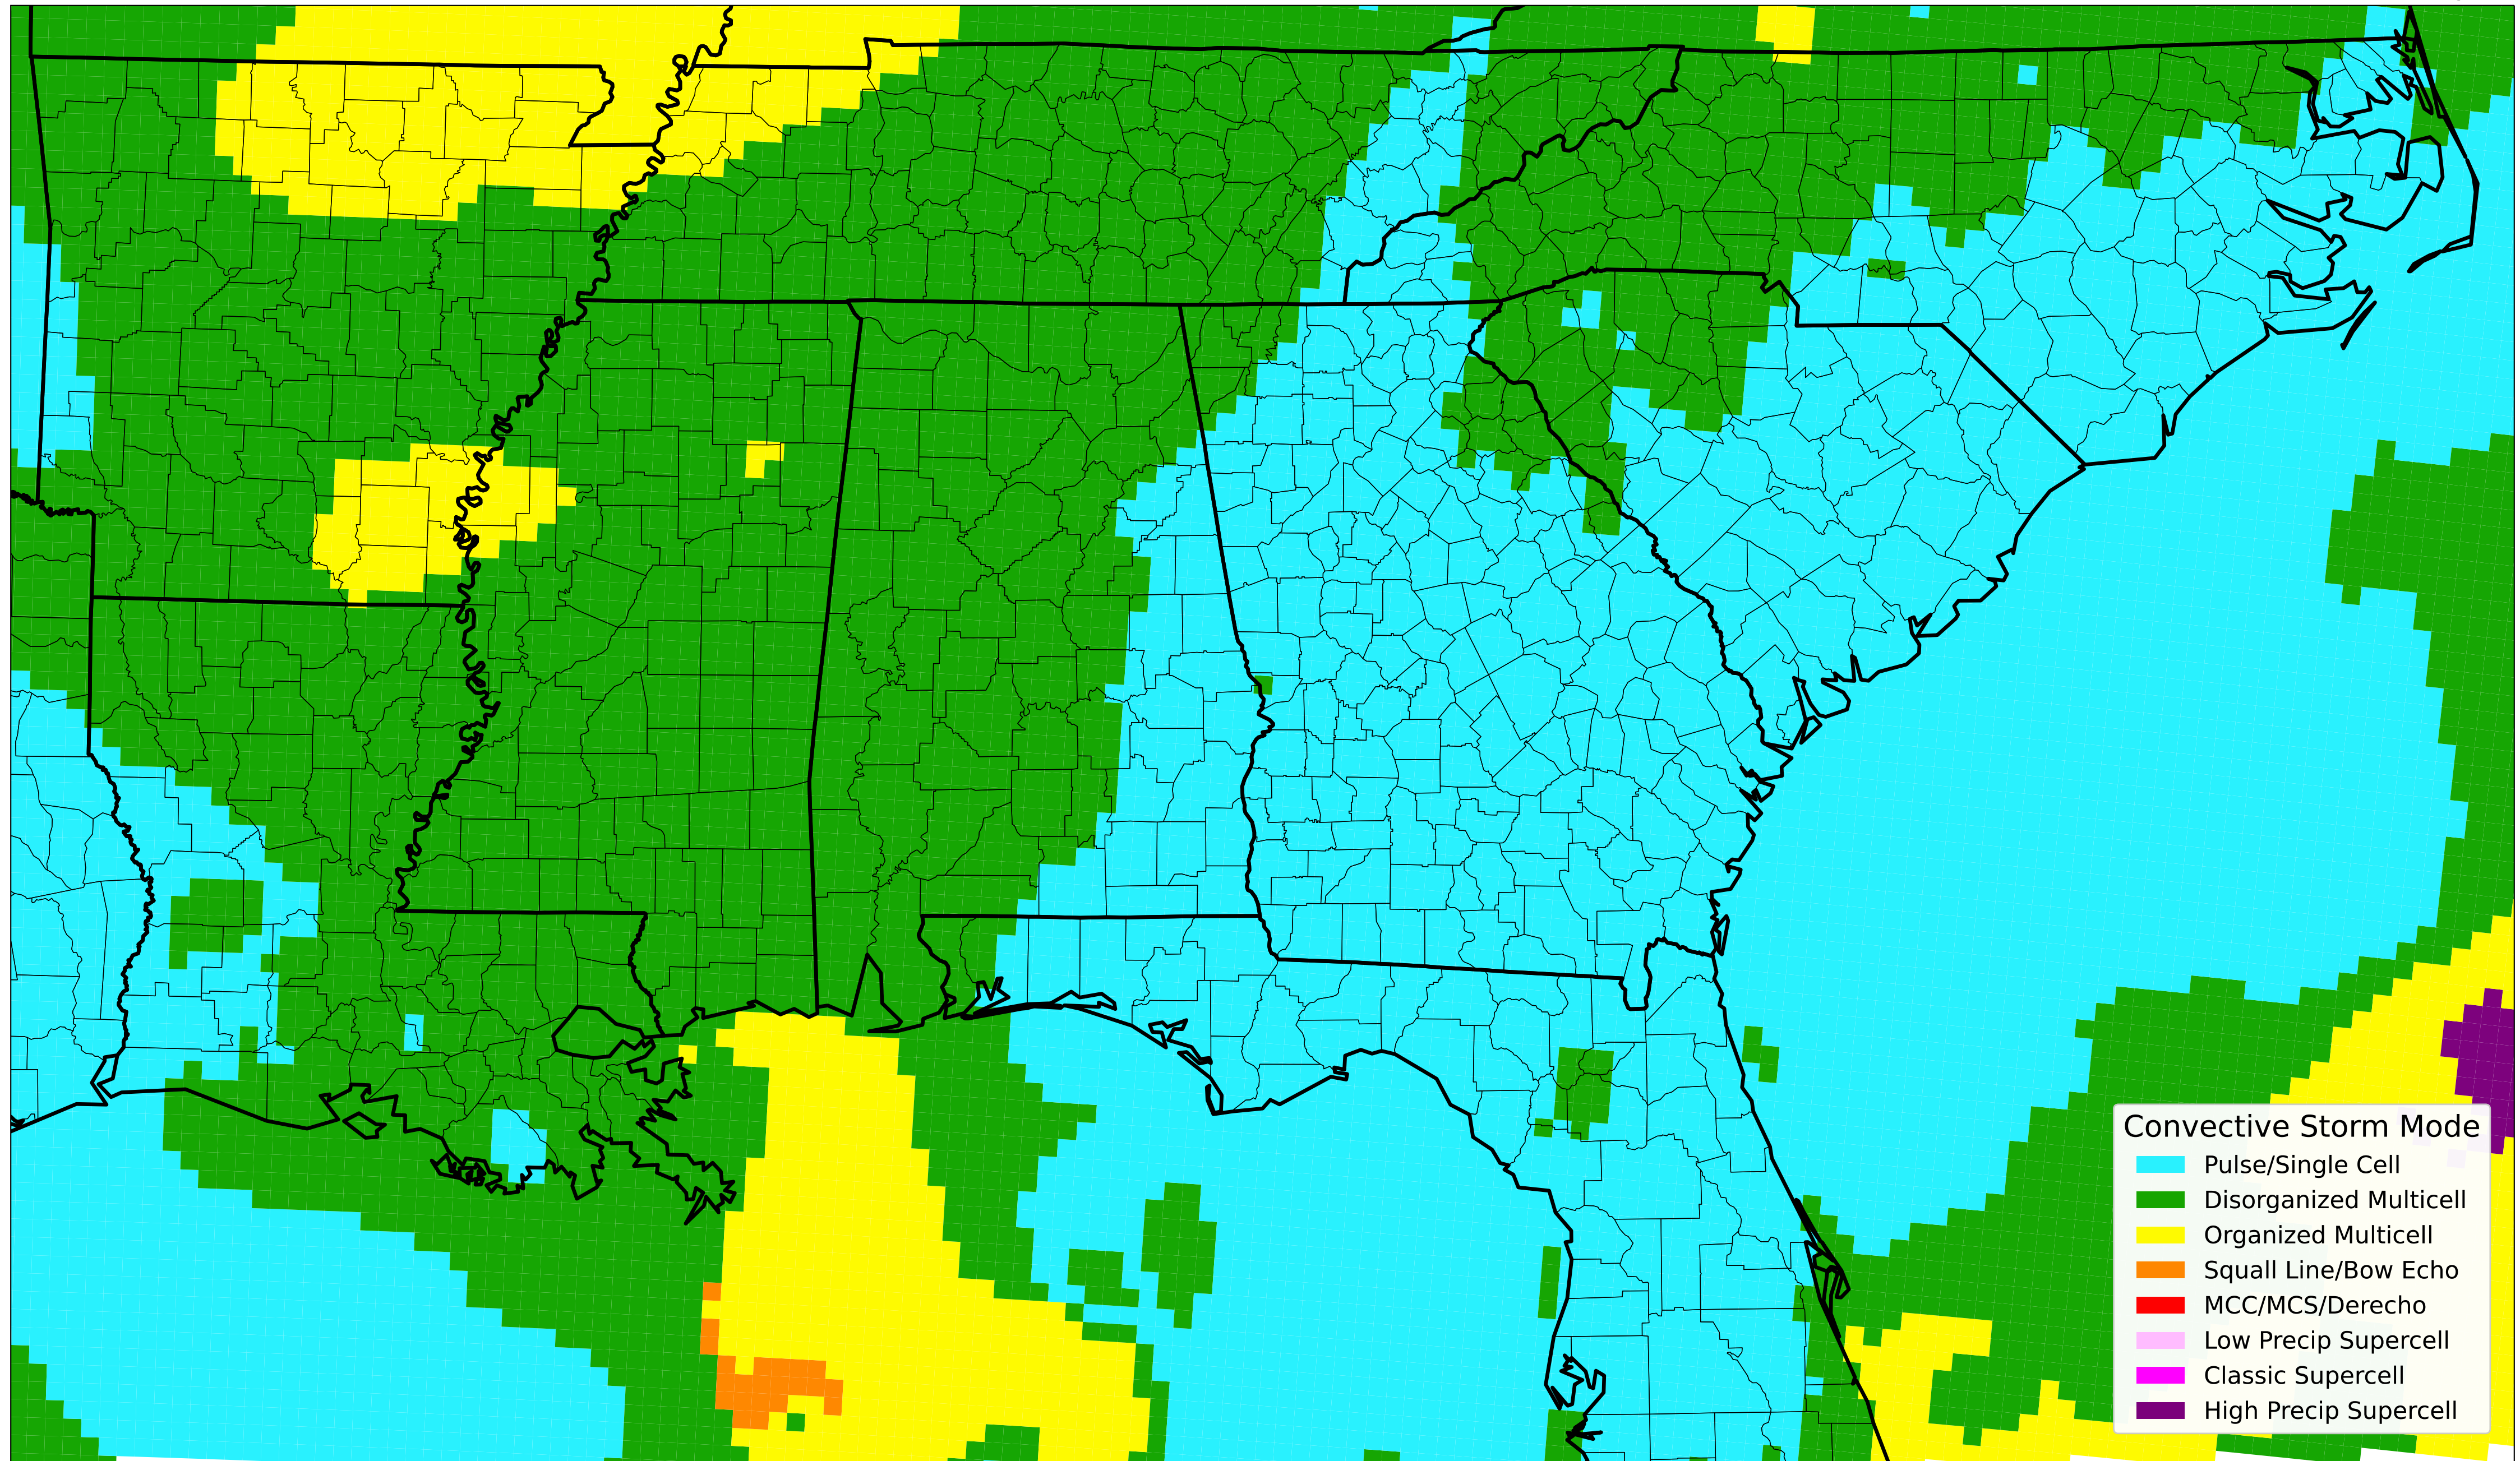 Convective Storm Mode
Pulse/Single Cell
Disorganized Multicell
Organized Multicell
Squall Line/Bow Echo
MCC/MCS/Derecho
Low Precip Supercell
Classic Supercell
High Precip Supercell